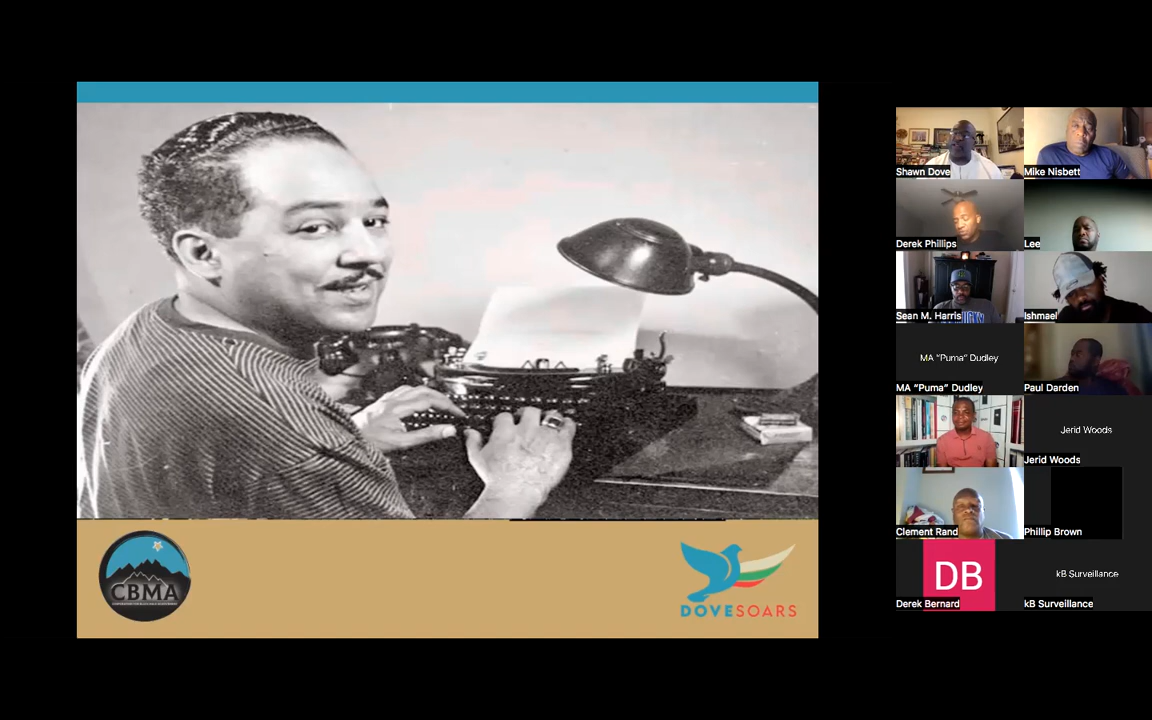 CBMA
DOVESOARS
Shawn Dove
Mike Nisbett
Derek Phillips
Lee
Sean M. Harris
Ishmael
MA “Puma” Dudley
MA “Puma” Dudley
Paul Darden
Jerid Woods
Jerid Woods
Clement Rand
Phillip Brown
DB
Derek Bernard
kB Surveillance
kB Surveillance